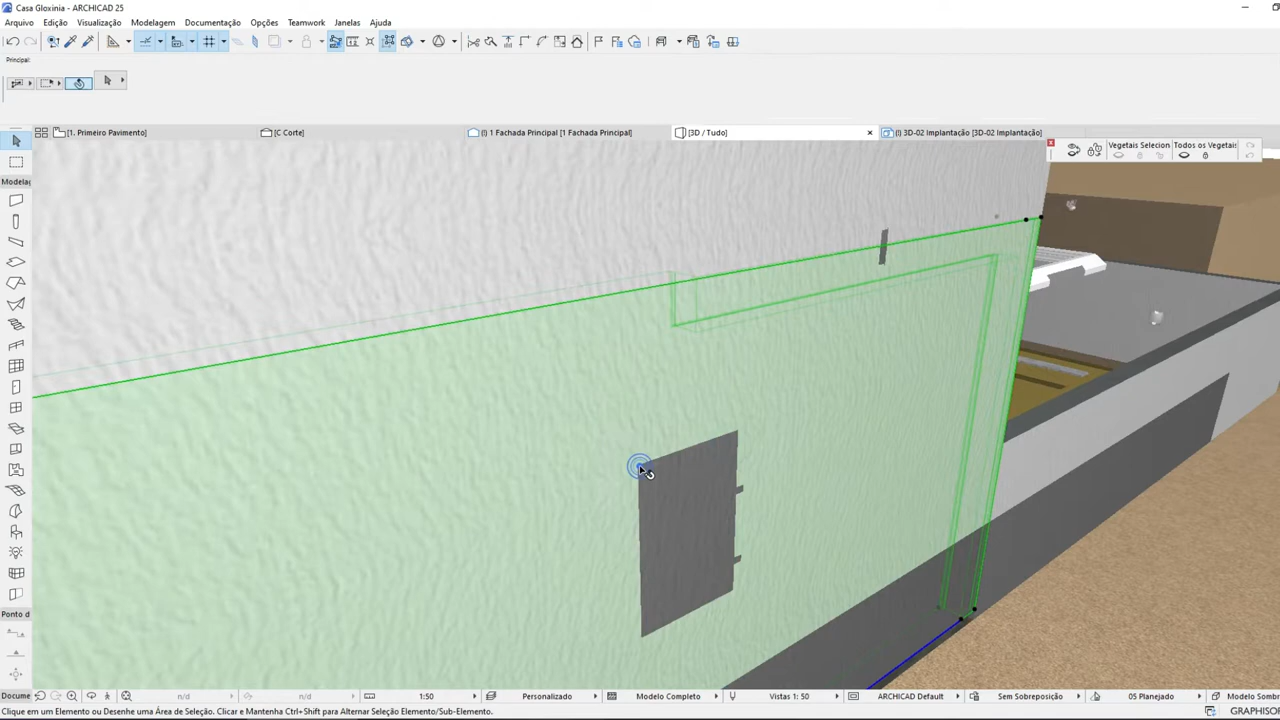 Casa Gloxinia - ARCHICAD 25
Arquivo Edição Visualização Modelagem Documentação Opções Teamwork Janelas Ajuda
Principal:
[1. Primeiro Pavimento] [C Corte] (!) 1 Fachada Principal [1 Fachada Principal] [3D / Tudo] (!) 3D-02 Implantação [3D-02 Implantação]
Vegetais Selecion Todos os Vegetais
Modelag
Ponto d
Docume n/d n/d 1:50 Personalizado Modelo Completo Vistas 1: 50 ARCHICAD Default Sem Sobreposição 05 Planejado Modelo Somb
Clique em um Elemento ou Desenhe uma Área de Seleção. Clicar e Mantenha Ctrl+Shift para Alternar Seleção Elemento/Sub-Elemento. GRAPHISOF